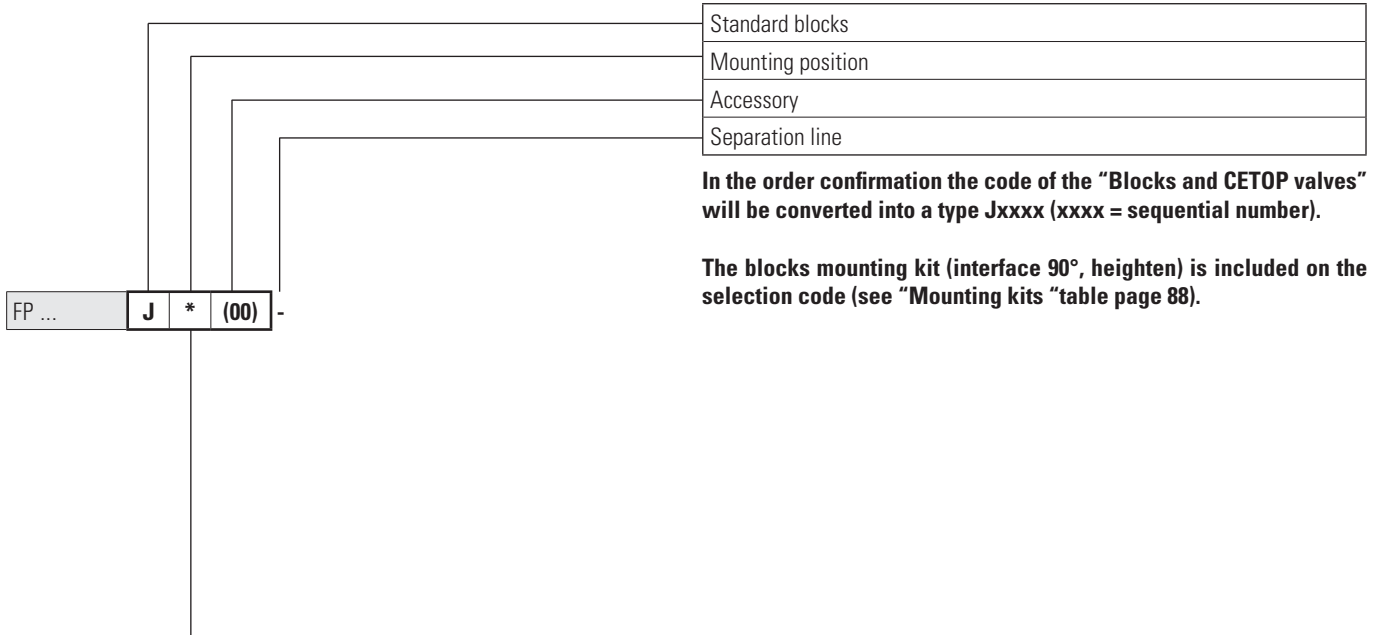 Standard blocks
Mounting position
Accessory
Separation line
In the order confirmation the code of the “Blocks and CETOP valves”
will be converted into a type Jxxxx (xxxx = sequential number).
The blocks mounting kit (interface 90°, heighten) is included on the
selection code (see “Mounting kits “table page 88).
FP ... J * (00) -